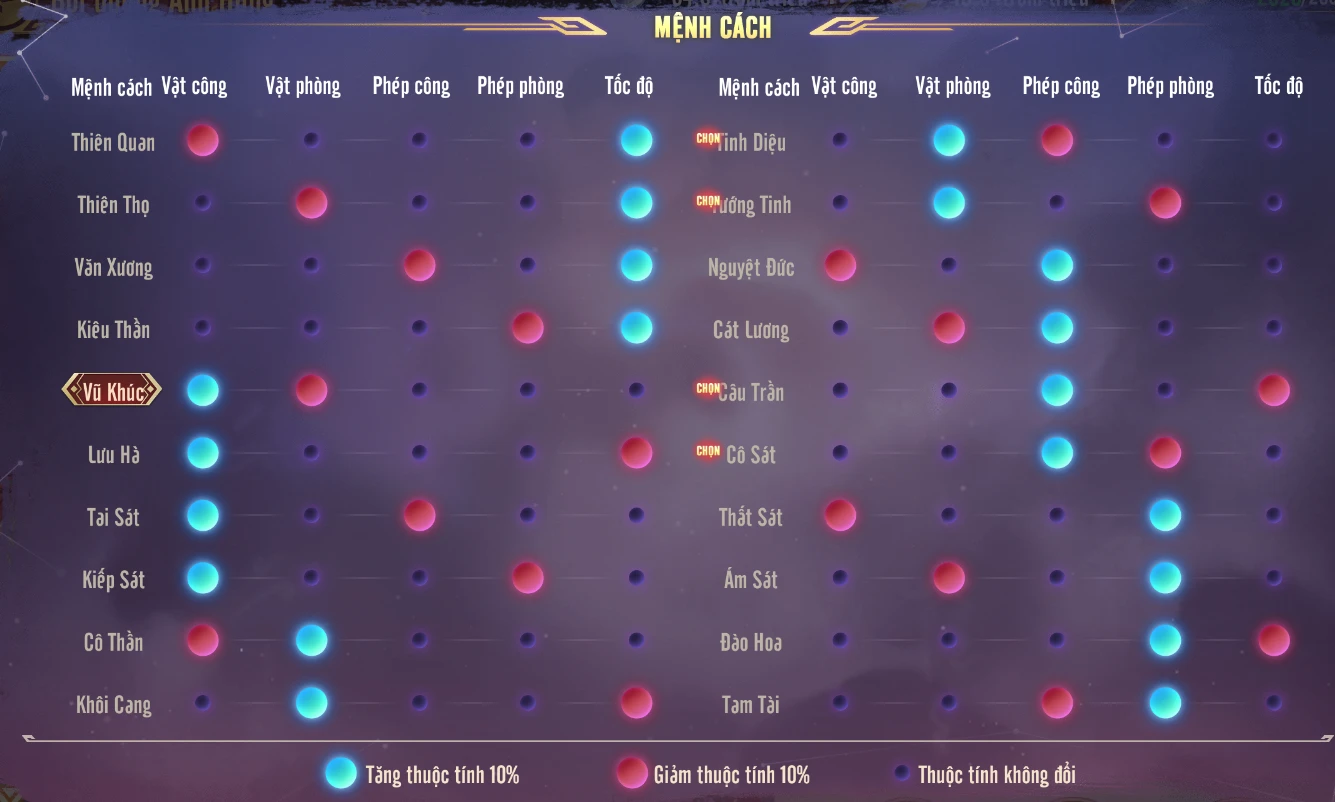 MỆNH CÁCH
Mệnh cách Vật công Vật phòng Phép công Phép phòng Tốc độ Mệnh cách Vật công Vật phòng Phép công Phép phòng Tốc độ
Thiên Quan CHỌN Tinh Diệu
Thiên Thọ CHỌN Tướng Tinh
Văn Xương Nguyệt Đức
Kiêu Thần Cát Lương
Vũ Khúc CHỌN Câu Trần
Lưu Hà CHỌN Cô Sát
Tai Sát Thất Sát
Kiếp Sát Ám Sát
Cô Thần Đào Hoa
Khôi Cang Tam Tài
Tăng thuộc tính 10% Giảm thuộc tính 10% Thuộc tính không đổi